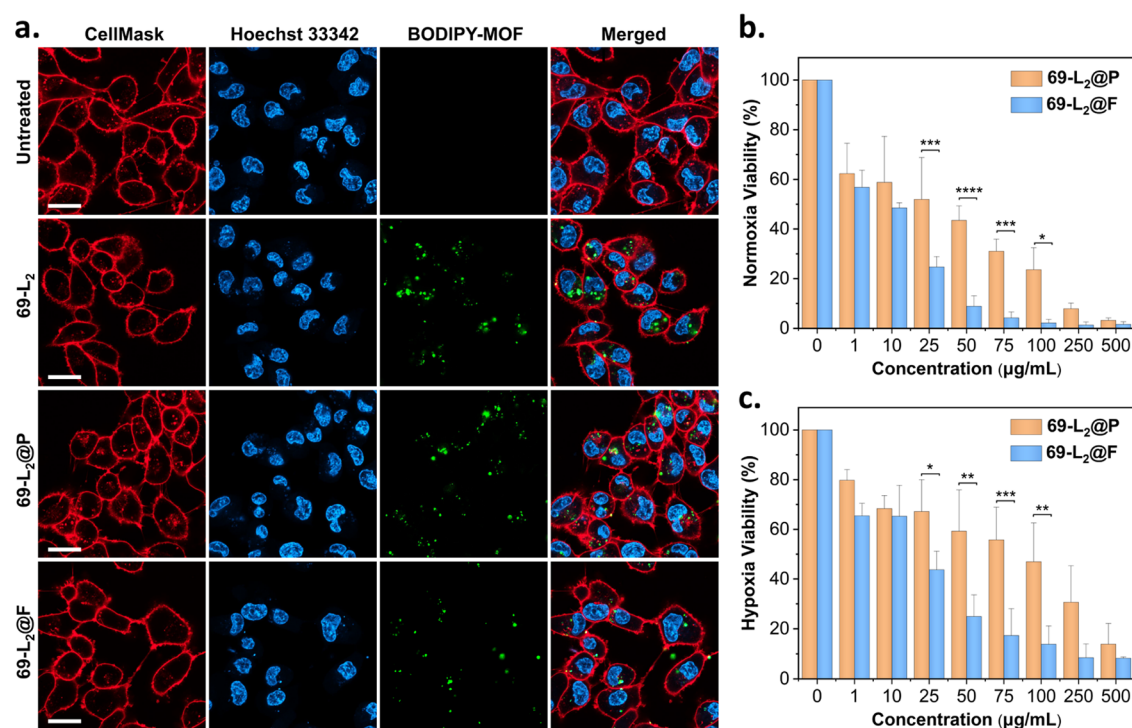 a.
CellMask Hoechst 33342 BODIPY-MOF Merged
Untreated
69-L₂
69-L₂@P
69-L₂@F
b.
69-L₂@P
69-L₂@F
Normoxia Viability (%)
100
80
60
40
20
0
*** **** *** *
0 1 10 25 50 75 100 250 500
Concentration (µg/mL)
c.
69-L₂@P
69-L₂@F
Hypoxia Viability (%)
100
80
60
40
20
0
* ** *** **
0 1 10 25 50 75 100 250 500
Concentration (µg/mL)